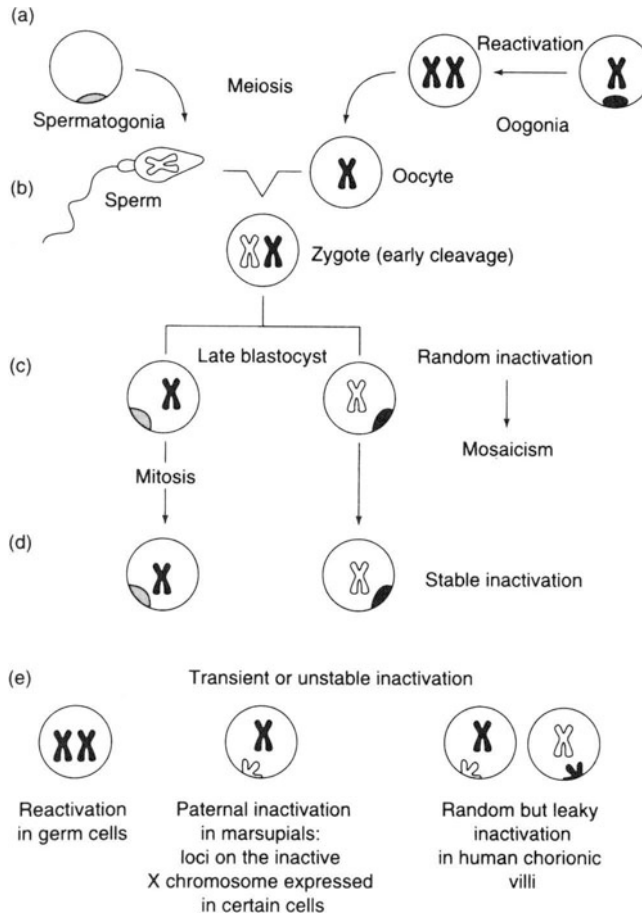 (a)
Reactivation
Meiosis
Spermatogonia
Oogonia
(b)
Sperm
Oocyte
Zygote (early cleavage)
(c)
Late blastocyst
Random inactivation
Mosaicism
Mitosis
(d)
Stable inactivation
(e)
Transient or unstable inactivation
Reactivation
in germ cells
Paternal inactivation
in marsupials:
loci on the inactive
X chromosome expressed
in certain cells
Random but leaky
inactivation
in human chorionic
villi